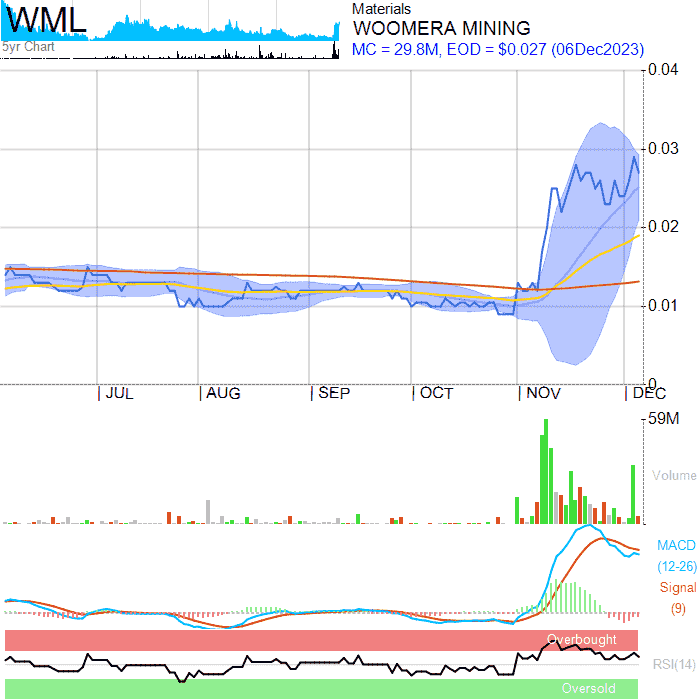 WML
5yr Chart
Materials
WOOMERA MINING
MC = 29.8M, EOD = $0.027 (06Dec2023)
0.04
0.03
0.02
0.01
0
JUL
AUG
SEP
OCT
NOV
DEC
59M
Volume
MACD
(12-26)
Signal
(9)
Overbought
RSI(14)
Oversold